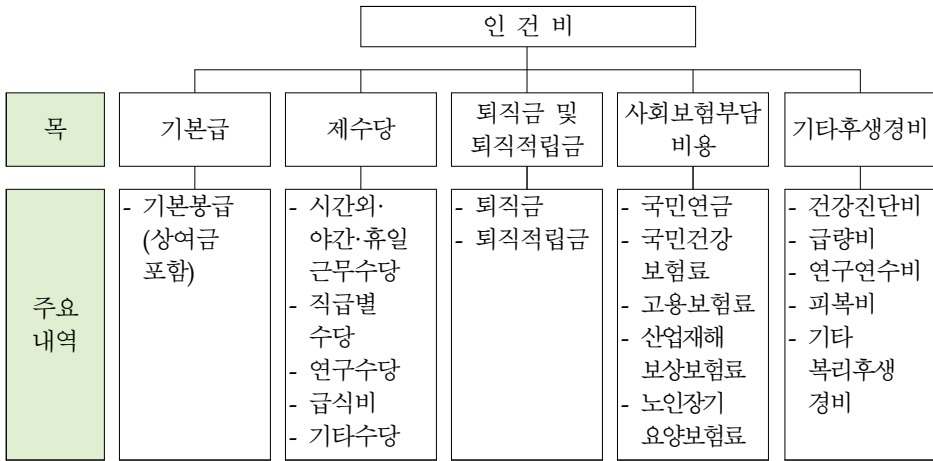 인 건 비
목
기본급
제수당
퇴직금 및
퇴직적립금
사회보험부담
비용
기타후생경비
주요
내역
- 기본봉급
(상여금
포함)
- 시간외·
야간·휴일
근무수당
- 직급별
수당
- 연구수당
- 급식비
- 기타수당
- 퇴직금
- 퇴직적립금
- 국민연금
- 국민건강
보험료
- 고용보험료
- 산업재해
보상보험료
- 노인장기
요양보험료
- 건강진단비
- 급량비
- 연구연수비
- 피복비
- 기타
복리후생
경비